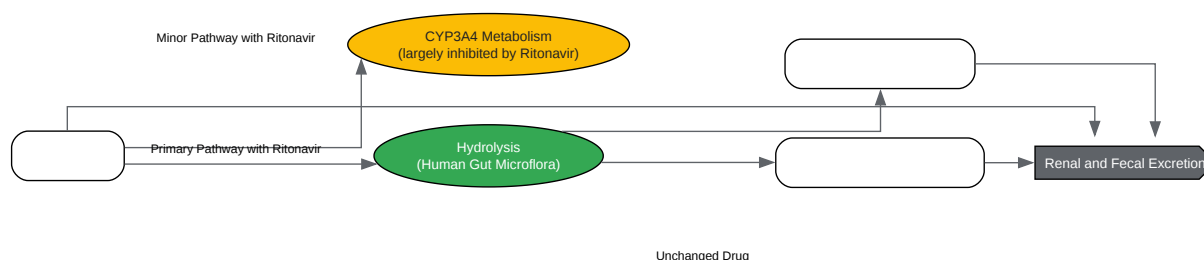 Minor Pathway with Ritonavir
CYP3A4 Metabolism
(largely inhibited by Ritonavir)
Primary Pathway with Ritonavir
Hydrolysis
(Human Gut Microflora)
Renal and Fecal Excretion
Unchanged Drug